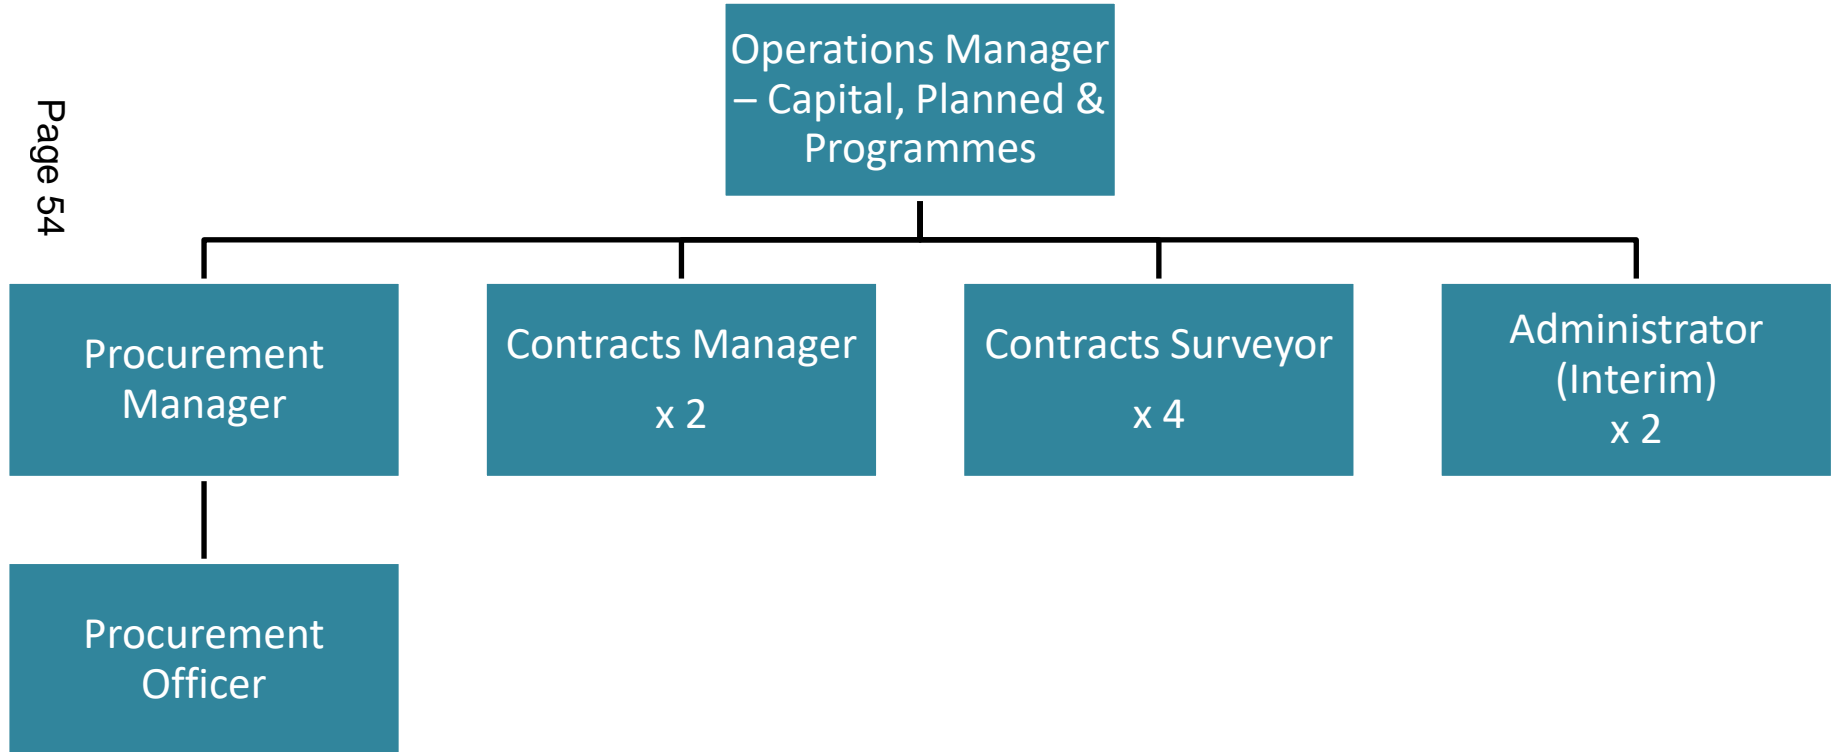 Operations Manager
– Capital, Planned &
Programmes
Page 54
Procurement
Manager
Contracts Manager
x 2
Contracts Surveyor
x 4
Administrator
(Interim)
x 2
Procurement
Officer